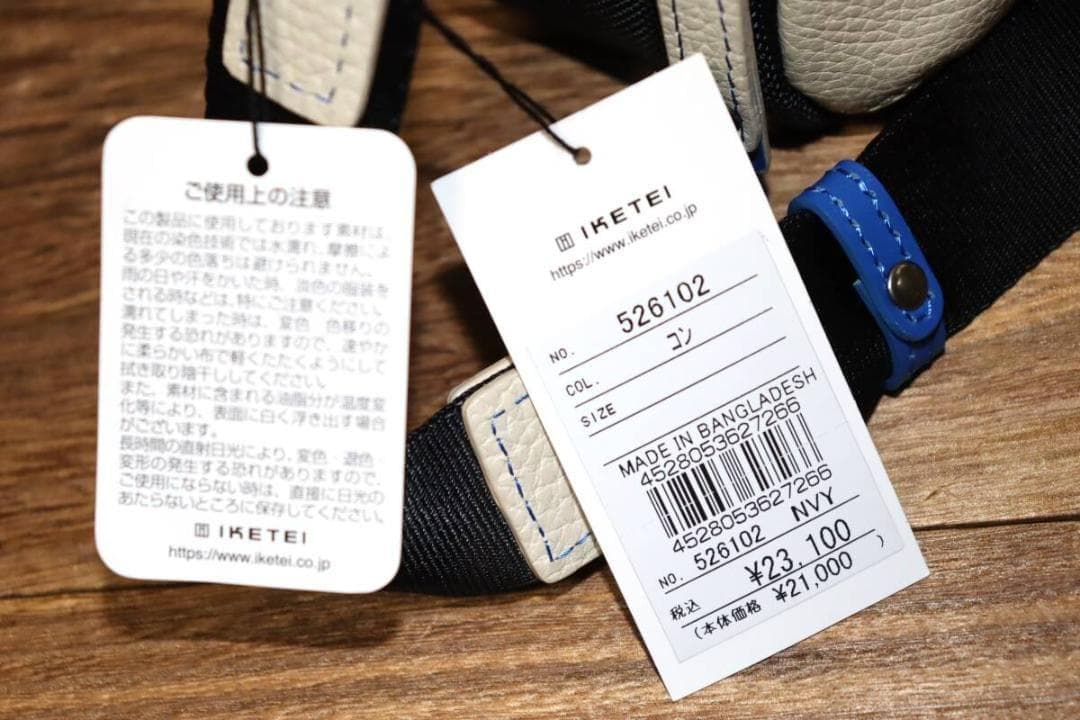 ご使用上の注意
この製品に使用しております素材は、
現在の染色技術では水濡れ、摩擦によ
る多少の色落ちは避けられません。
雨の日や汗をかいた時、淡色の服装を
される時などは、特にご注意ください。
濡れてしまった時は、変色・色移りの
発生する恐れがありますので、速やか
に柔らかい布で軽くたたくようにして
拭き取り陰干ししてください。
また、素材に含まれる油脂分が温度変
化等により、表面に白く浮き出す場合
がございます。
長時間の直射日光により、変色・退色・
変形の発生する恐れがありますので、
ご使用にならない時は、直接に日光の
あたらないところに保存してください。
IKETEI
https://www.iketei.co.jp
IKETEI
https://www.iketei.co.jp
NO. 526102
COL. コン
SIZE
MADE IN BANGLADESH
4528053627266
4528053627266
NO. 526102 NVY
税込 ¥23,100
(本体価格 ¥21,000 )